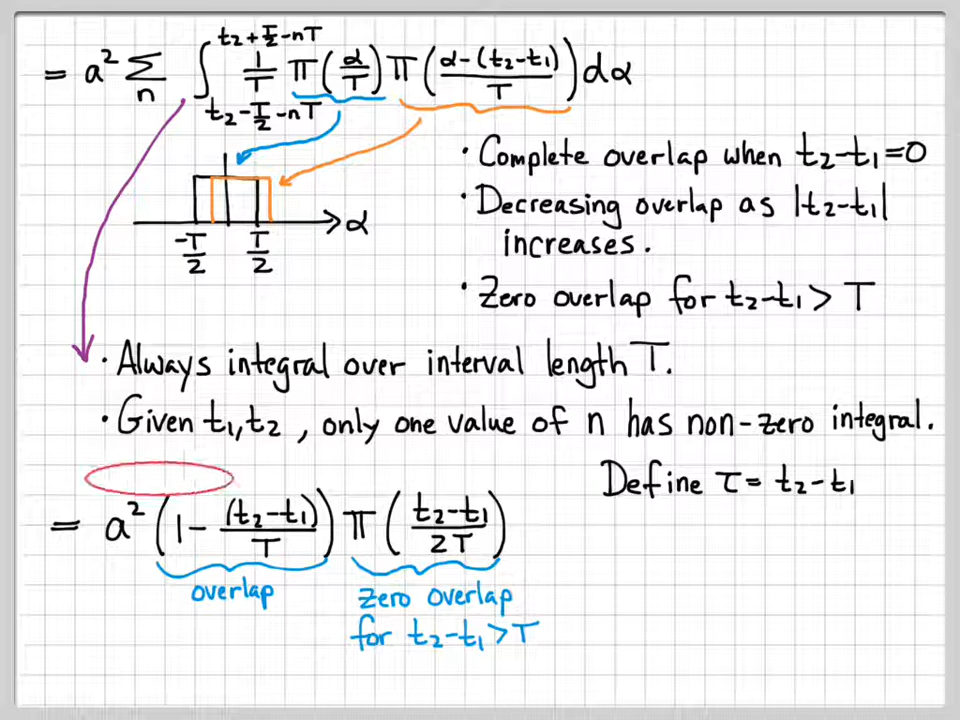 = a² Σn ∫ t₂-T/2-nT t₂+T/2-nT 1/T π(α/T) π((α-(t₂-t₁))/T) dα
· Complete overlap when t₂-t₁=0
· Decreasing overlap as |t₂-t₁|
increases.
α
-T/2 T/2
· Zero overlap for t₂-t₁ > T
· Always integral over interval length T.
· Given t₁,t₂, only one value of n has non-zero integral.
Define τ= t₂-t₁
= a² (1-(t₂-t₁)/T) π((t₂-t₁)/2T)
overlap
Zero overlap
for t₂-t₁>T